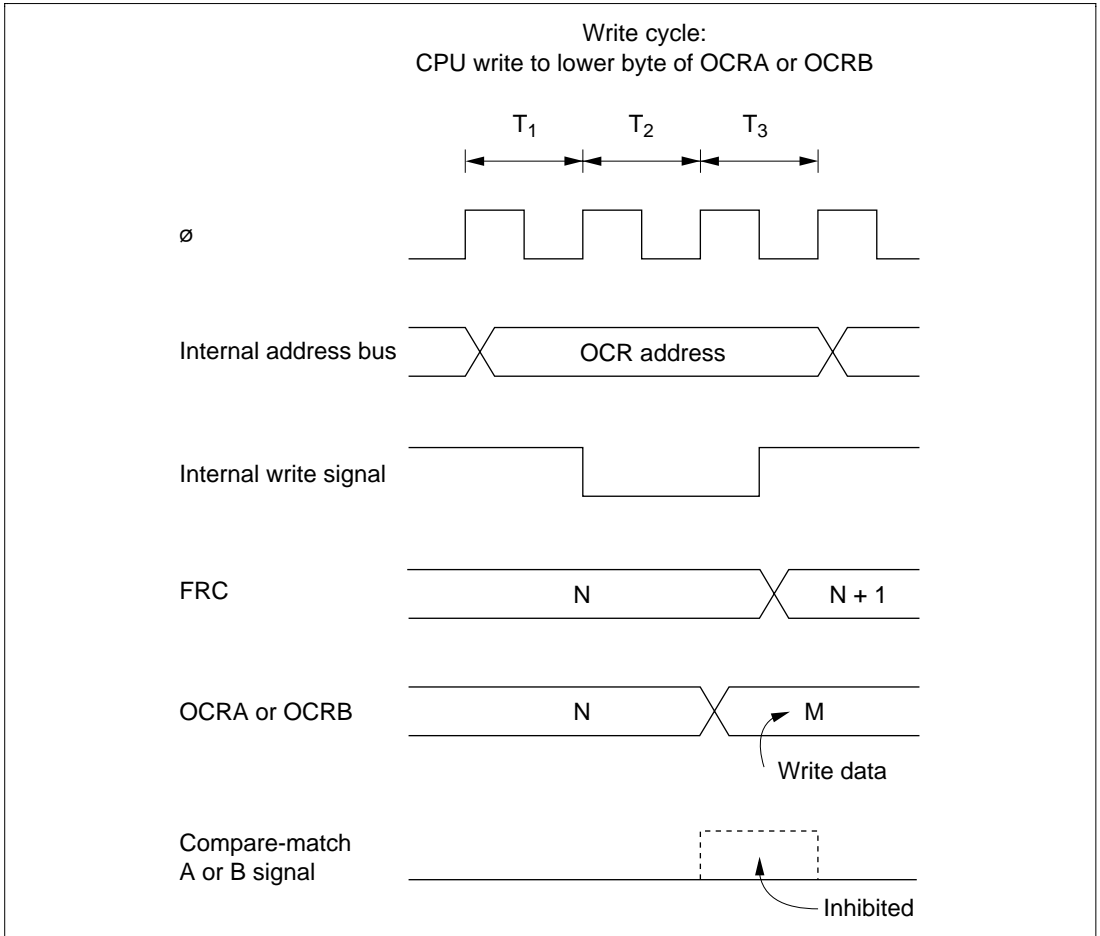 Write cycle:
CPU write to lower byte of OCRA or OCRB
T1 T2 T3
ø
Internal address bus OCR address
Internal write signal
FRC N N + 1
OCRA or OCRB N M
Write data
Compare-match
A or B signal
Inhibited